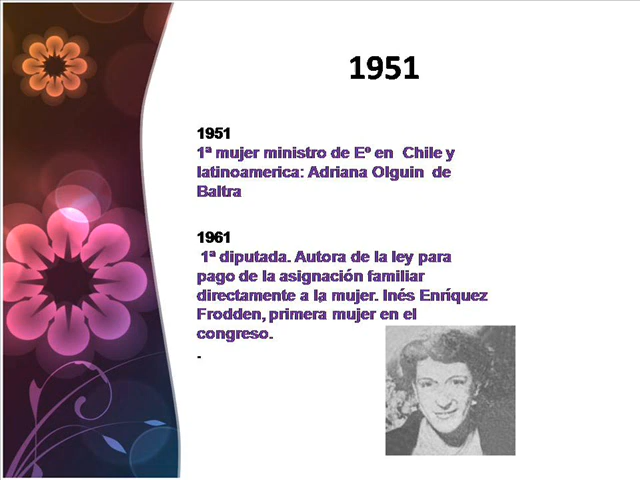 1951
1951
1ª mujer ministro de Eº en  Chile y
latinoamerica: Adriana Olguin  de
Baltra
1961
1ª diputada. Autora de la ley para
pago de la asignación familiar
directamente a la mujer. Inés Enríquez
Frodden, primera mujer en el
congreso.
.